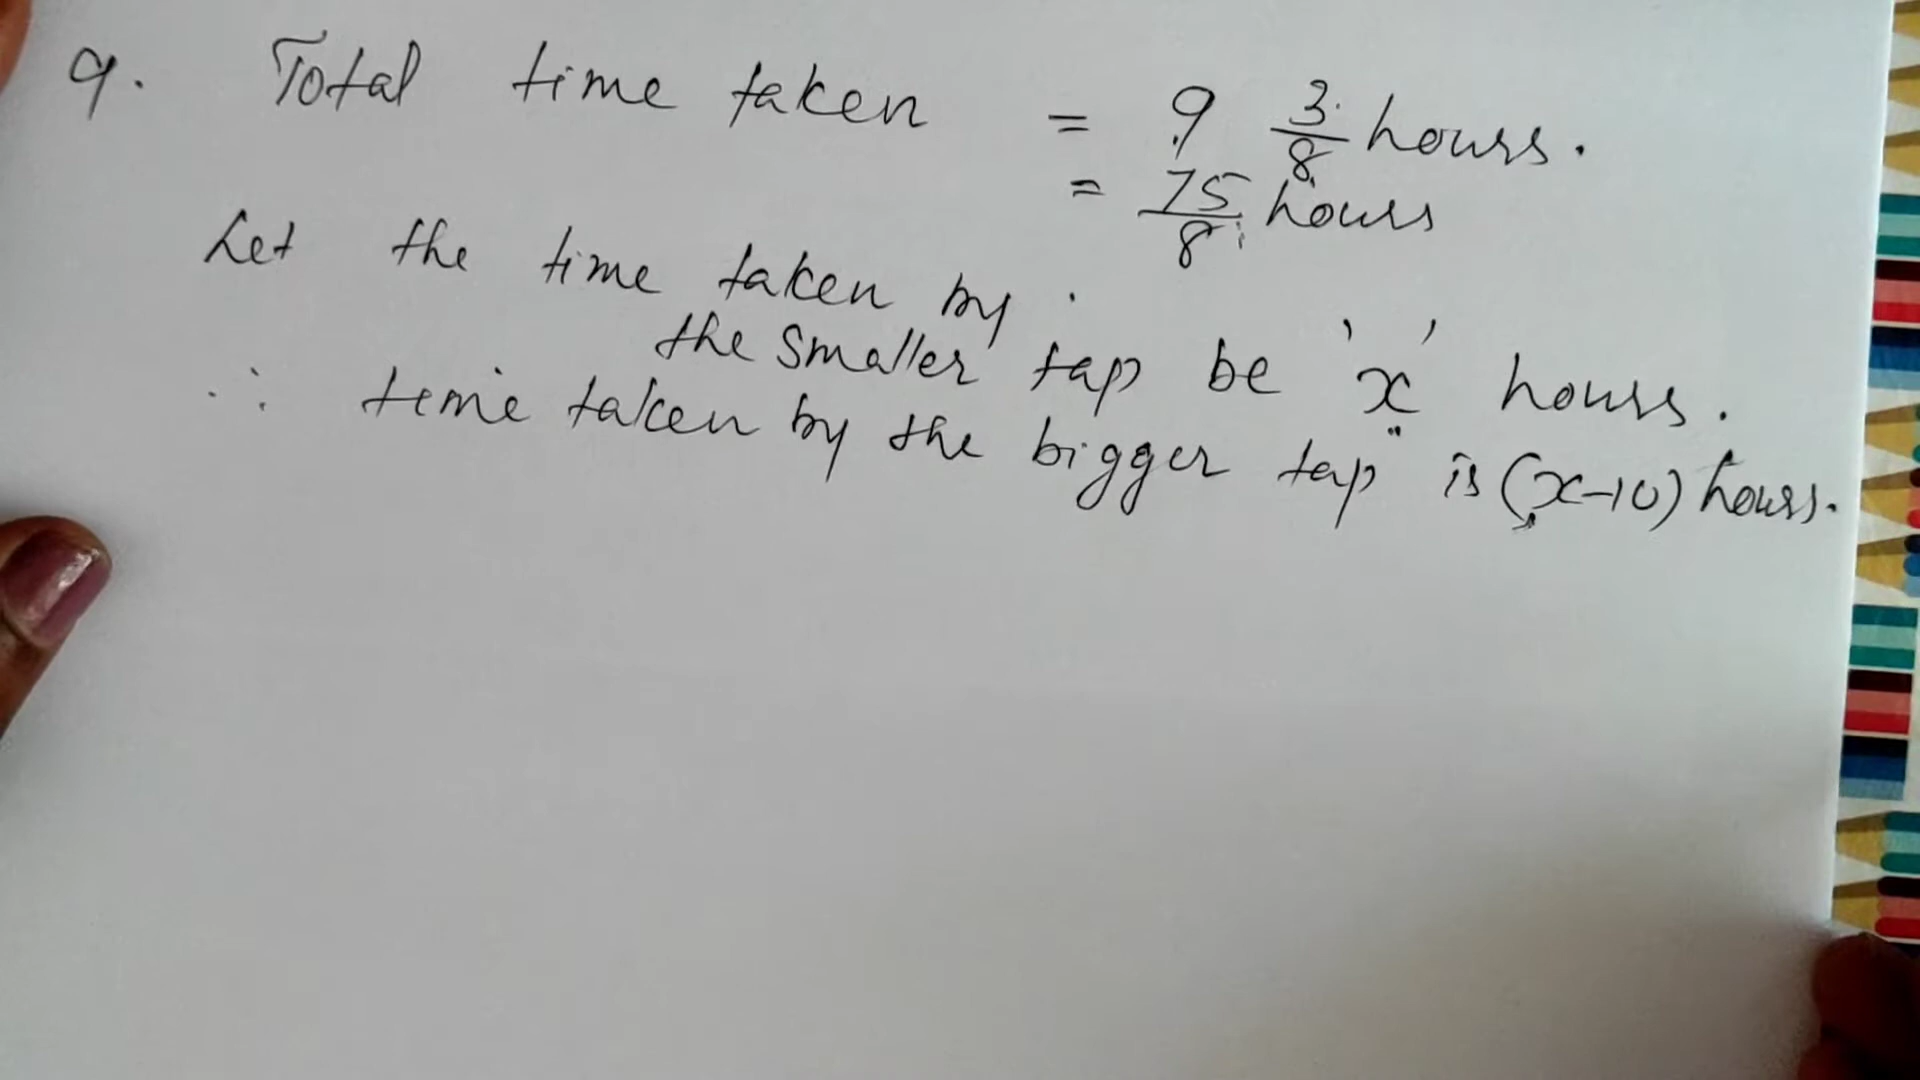 9. Total time taken = 9 3/8 hours.
= 75/8 hours
Let the time taken by
the smaller tap be 'x' hours.
∴ time taken by the bigger tap is (x-10) hours.